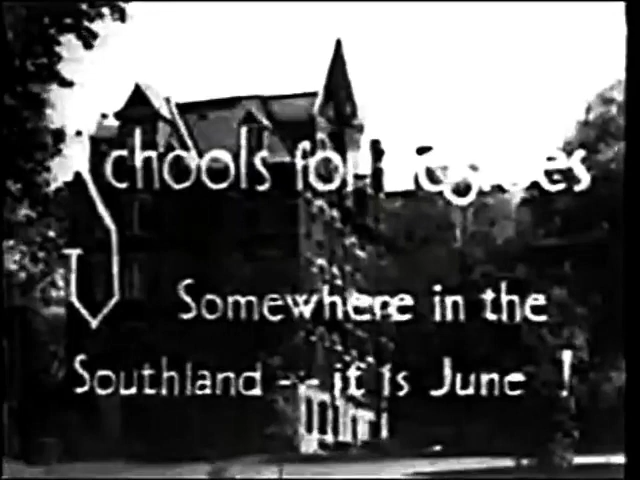 Schools for
Somewhere in the
Southland -- it is June !